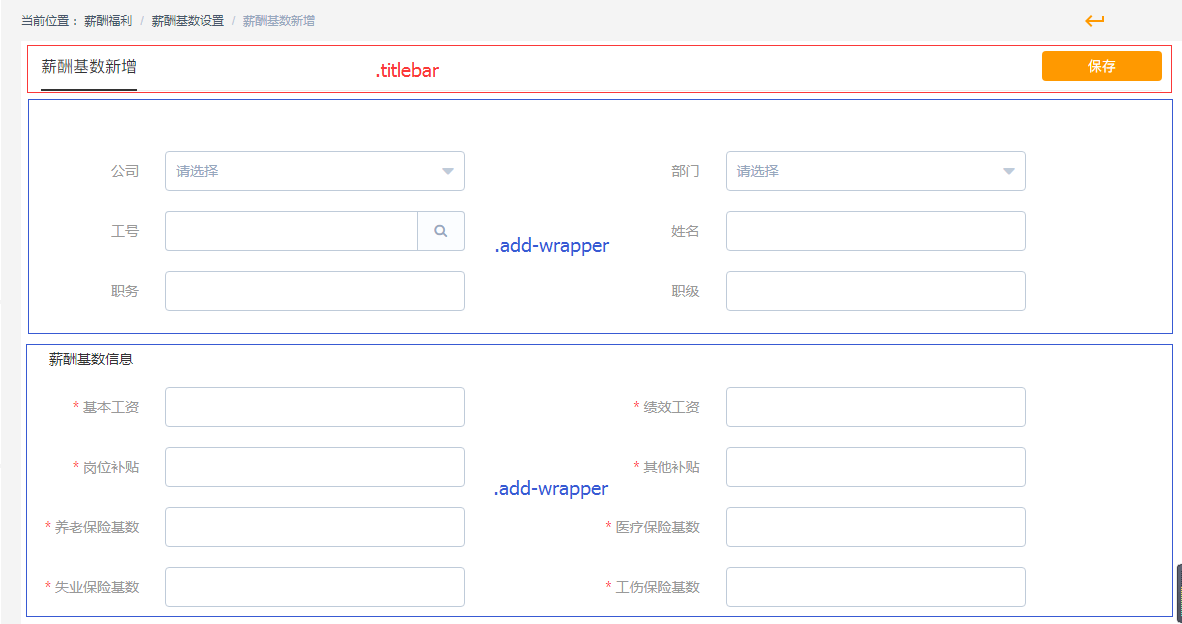 当前位置： 薪酬福利 / 薪酬基数设置 / 薪酬基数新增
薪酬基数新增 .titlebar 保存
公司 请选择 部门 请选择
工号 姓名
.add-wrapper
职务 职级
薪酬基数信息
* 基本工资 * 绩效工资
* 岗位补贴 * 其他补贴
.add-wrapper
* 养老保险基数 * 医疗保险基数
* 失业保险基数 * 工伤保险基数